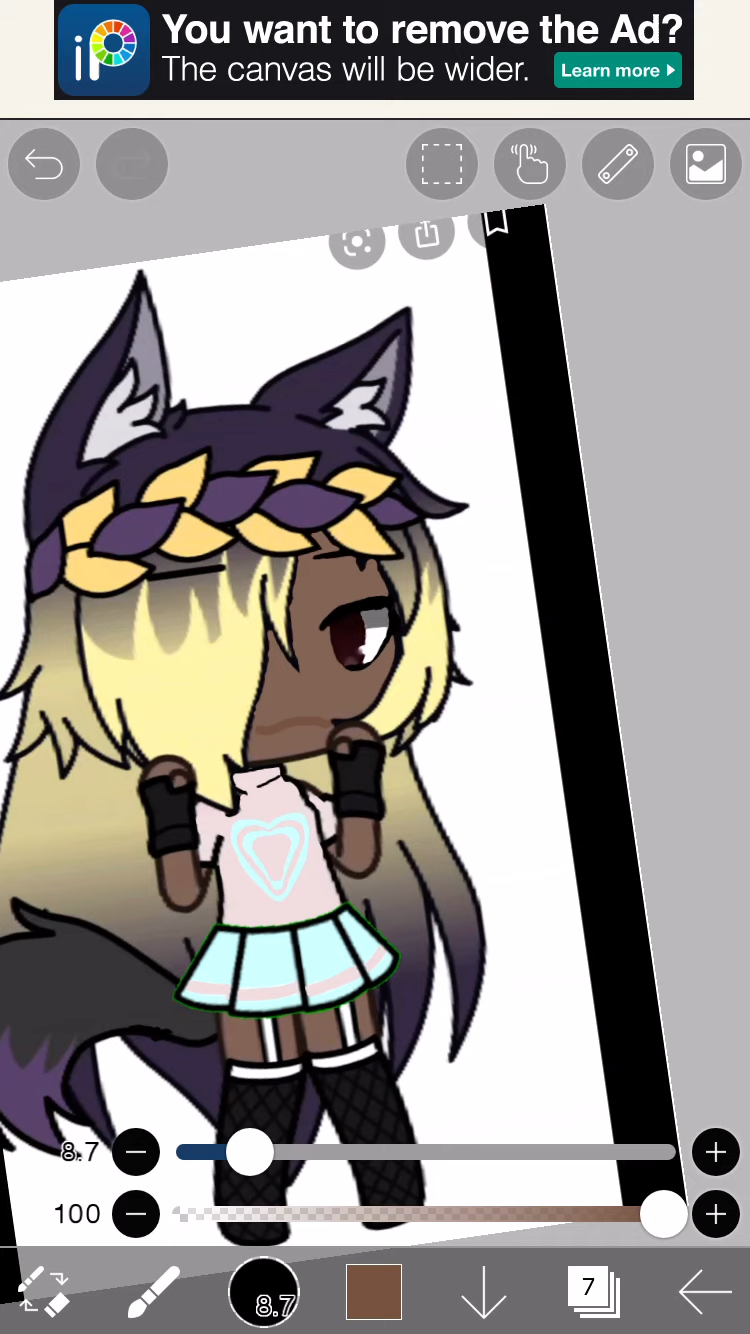 iP
You want to remove the Ad?
The canvas will be wider.
Learn more
8.7
100
8.7
7